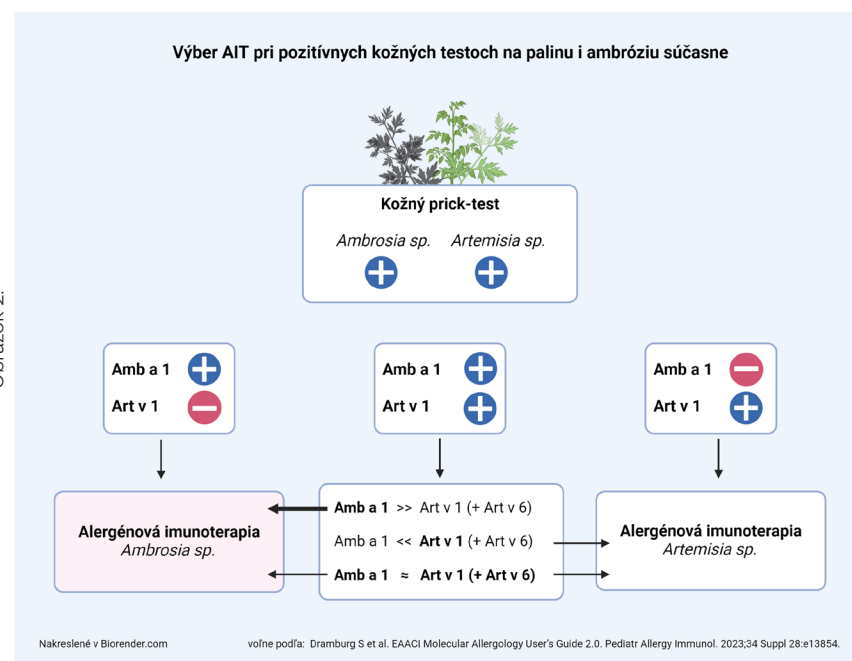 Výber AIT pri pozitívnych kožných testoch na palinu i ambróziu súčasne
Kožný prick-test
Ambrosia sp. Artemisia sp.
Obrázok 2.
Amb a 1
Art v 1
Amb a 1
Art v 1
Amb a 1
Art v 1
Alergénová imunoterapia
Ambrosia sp.
Amb a 1 >> Art v 1 (+ Art v 6)
Amb a 1 << Art v 1 (+ Art v 6)
Amb a 1 ≈ Art v 1 (+ Art v 6)
Alergénová imunoterapia
Artemisia sp.
Nakreslené v Biorender.com
voľne podľa: Dramburg S et al. EAACI Molecular Allergology User's Guide 2.0. Pediatr Allergy Immunol. 2023;34 Suppl 28:e13854.